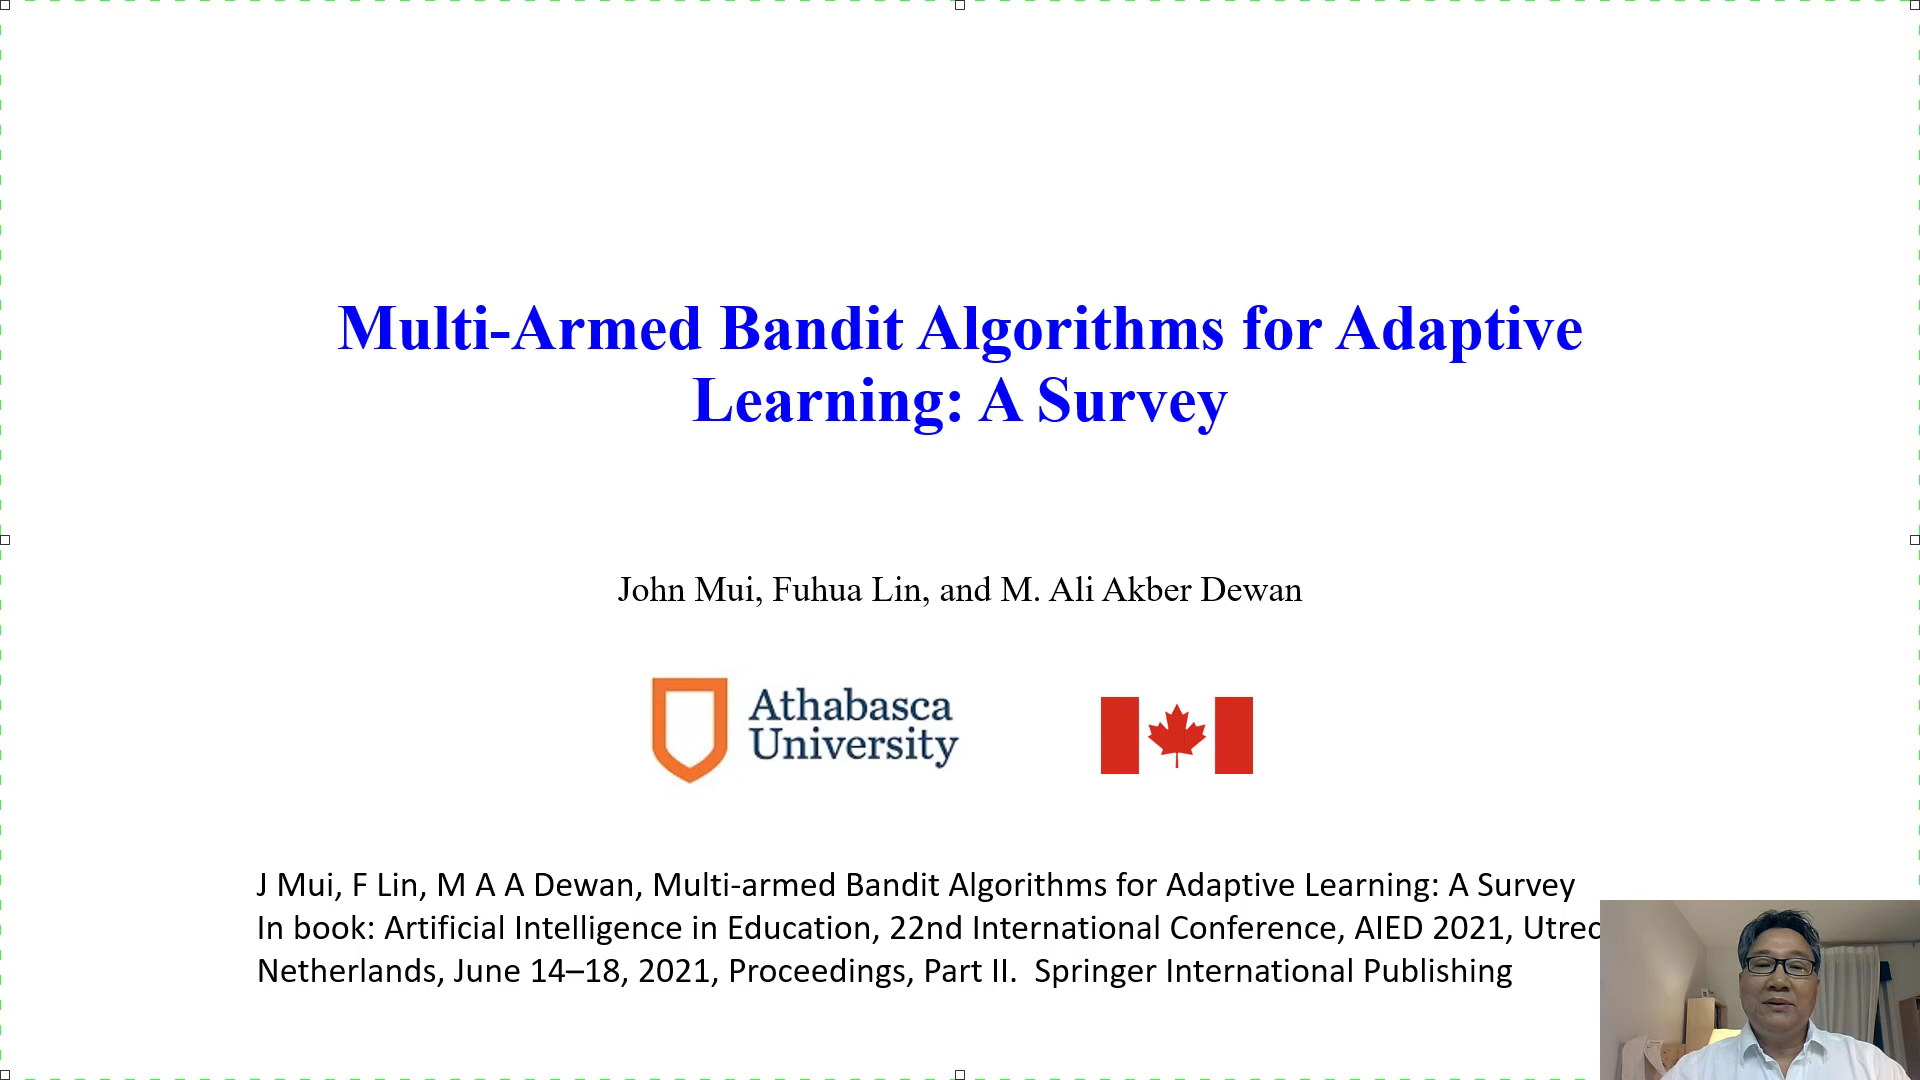 Multi-Armed Bandit Algorithms for Adaptive
Learning: A Survey
John Mui, Fuhua Lin, and M. Ali Akber Dewan
Athabasca
University
J Mui, F Lin, M A A Dewan, Multi-armed Bandit Algorithms for Adaptive Learning: A Survey
In book: Artificial Intelligence in Education, 22nd International Conference, AIED 2021, Utrec
Netherlands, June 14–18, 2021, Proceedings, Part II. Springer International Publishing